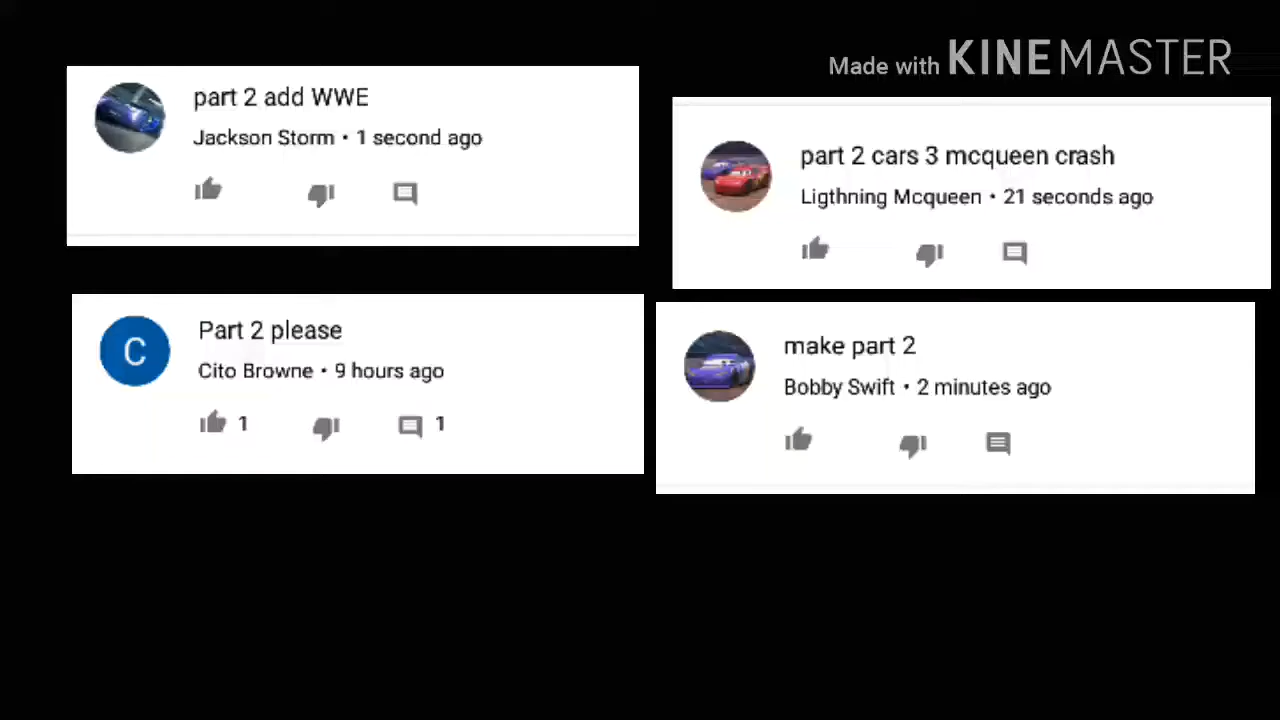 Made with KINEMASTER
part 2 add WWE
Jackson Storm • 1 second ago
part 2 cars 3 mcqueen crash
Ligthning Mcqueen • 21 seconds ago
C
Part 2 please
Cito Browne • 9 hours ago
1 1
make part 2
Bobby Swift • 2 minutes ago